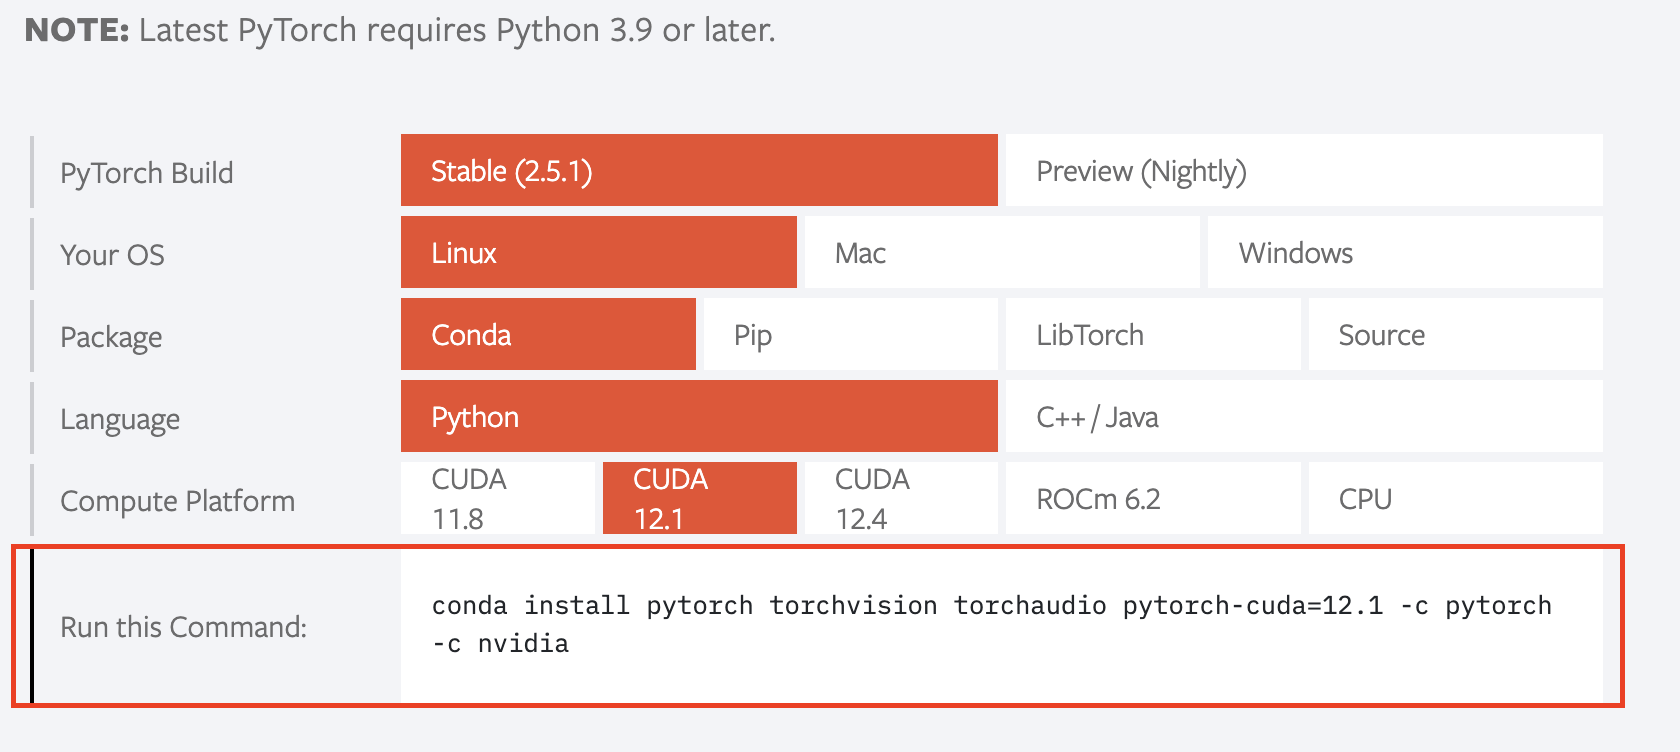 NOTE: Latest PyTorch requires Python 3.9 or later.
PyTorch Build
Stable (2.5.1)
Preview (Nightly)
Your OS
Linux
Mac
Windows
Package
Conda
Pip
LibTorch
Source
Language
Python
C++ / Java
Compute Platform
CUDA
11.8
CUDA
12.1
CUDA
12.4
ROCm 6.2
CPU
Run this Command:
conda install pytorch torchvision torchaudio pytorch-cuda=12.1 -c pytorch
-c nvidia